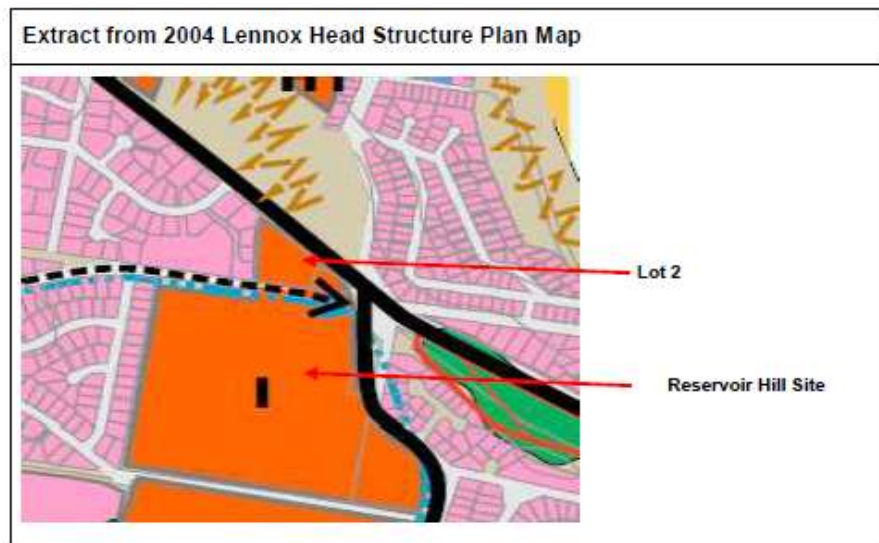 Extract from 2004 Lennox Head Structure Plan Map
Lot 2
Reservoir Hill Site